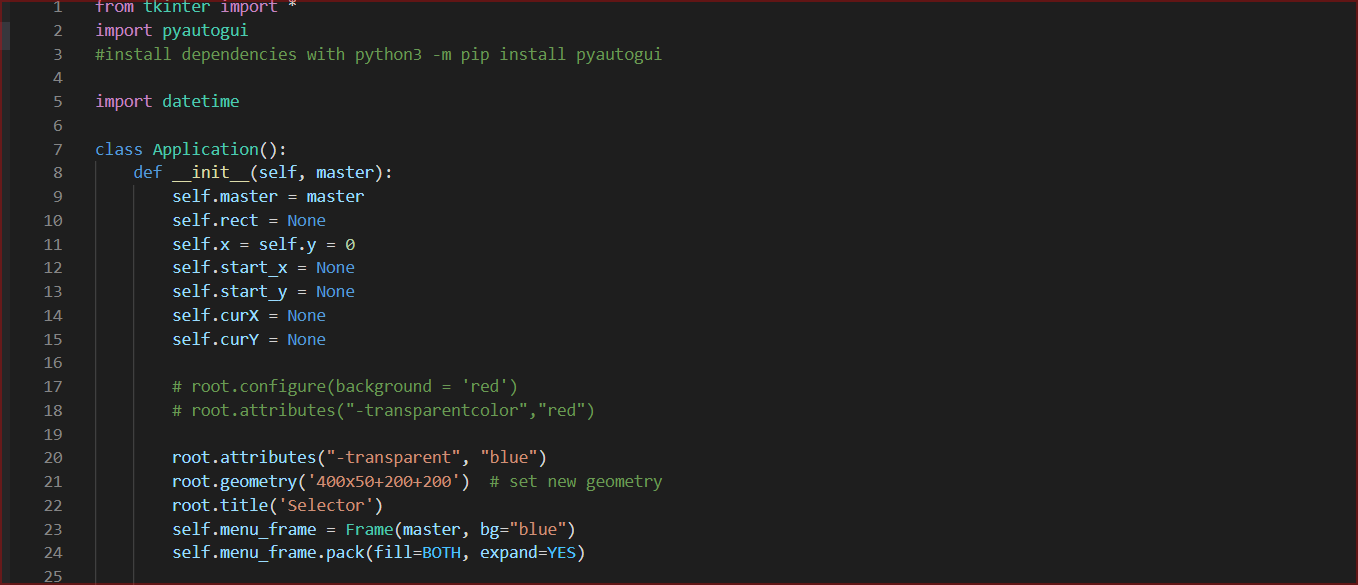 1 from tkinter import *
2 import pyautogui
3 #install dependencies with python3 -m pip install pyautogui
4
5 import datetime
6
7 class Application():
8     def __init__(self, master):
9         self.master = master
10         self.rect = None
11         self.x = self.y = 0
12         self.start_x = None
13         self.start_y = None
14         self.curX = None
15         self.curY = None
16
17         # root.configure(background = 'red')
18         # root.attributes("-transparentcolor","red")
19
20         root.attributes("-transparent", "blue")
21         root.geometry('400x50+200+200')  # set new geometry
22         root.title('Selector')
23         self.menu_frame = Frame(master, bg="blue")
24         self.menu_frame.pack(fill=BOTH, expand=YES)
25